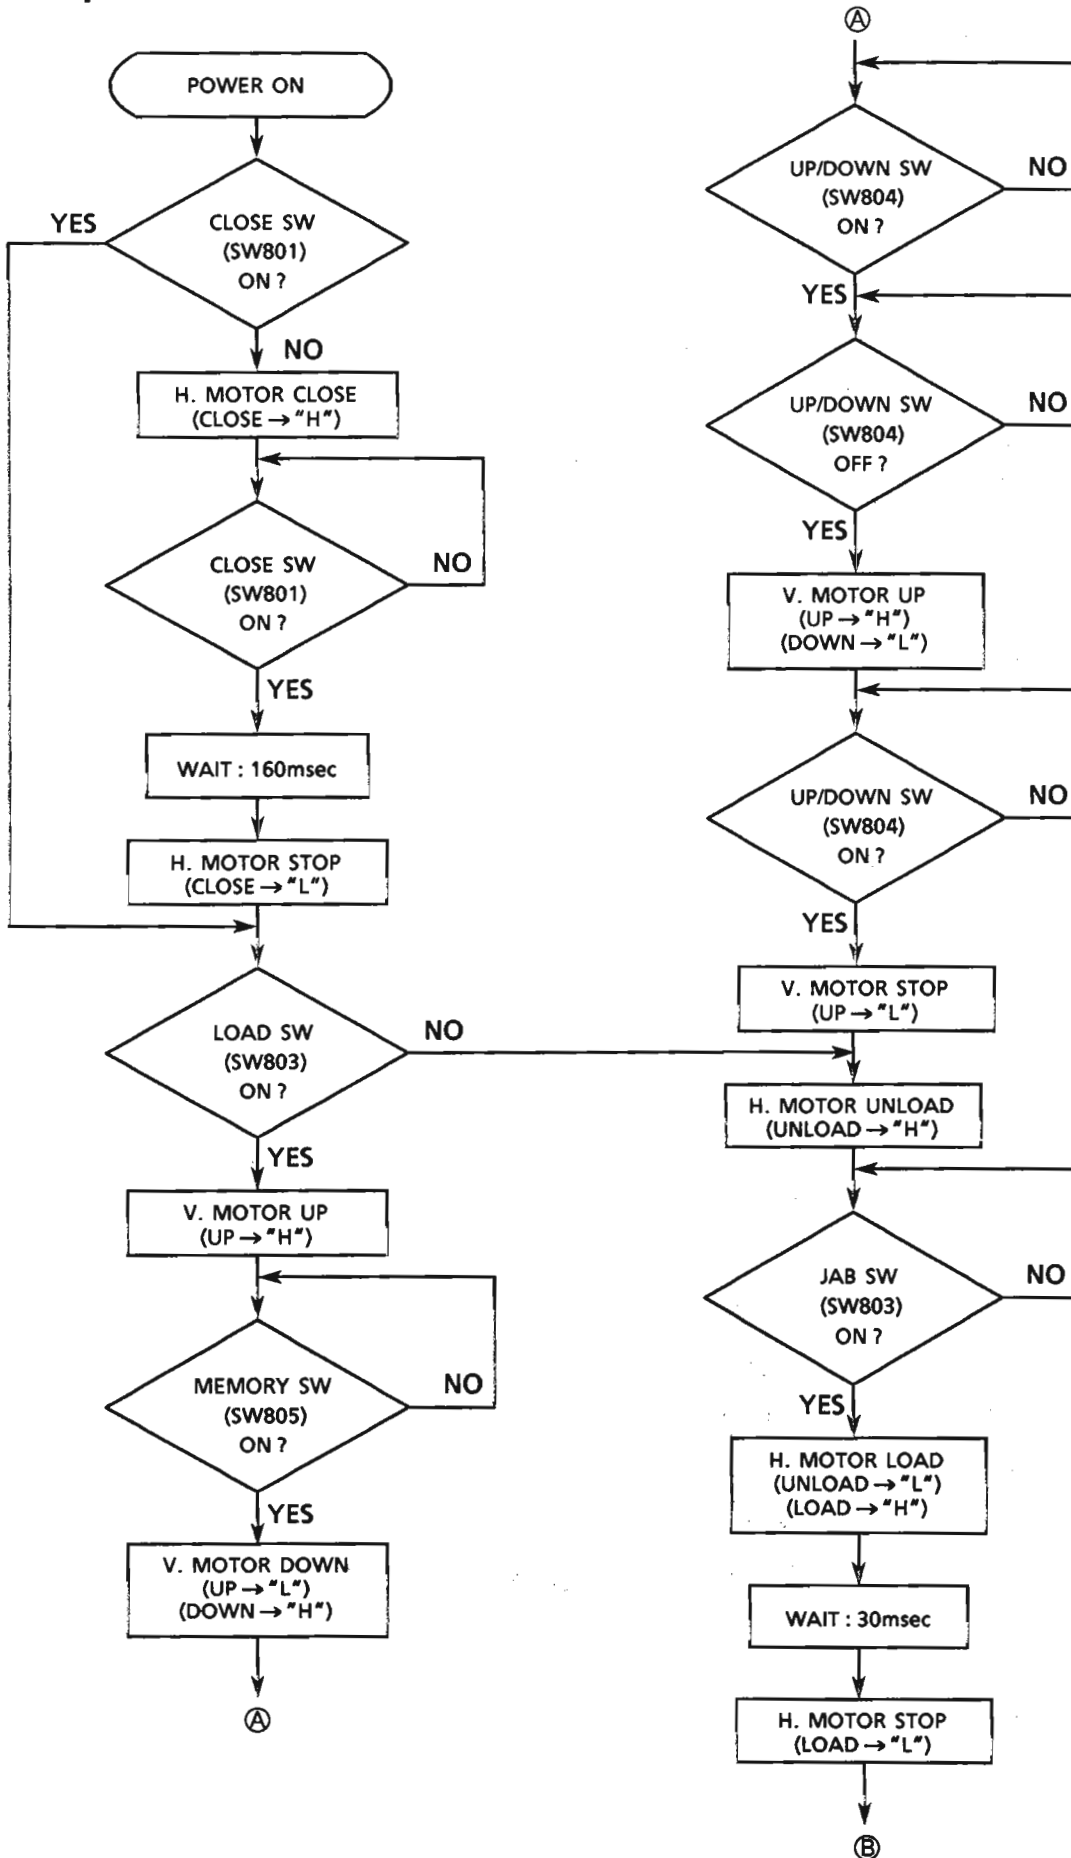 POWER ON
CLOSE SW
(SW801)
ON ?
YES
NO
H. MOTOR CLOSE
(CLOSE → "H")
CLOSE SW
(SW801)
ON ?
NO
YES
WAIT : 160msec
H. MOTOR STOP
(CLOSE → "L")
LOAD SW
(SW803)
ON ?
NO
YES
V. MOTOR UP
(UP → "H")
MEMORY SW
(SW805)
ON ?
NO
YES
V. MOTOR DOWN
(UP → "L")
(DOWN → "H")
Ⓐ
Ⓐ
UP/DOWN SW
(SW804)
ON ?
NO
YES
UP/DOWN SW
(SW804)
OFF ?
NO
YES
V. MOTOR UP
(UP → "H")
(DOWN → "L")
UP/DOWN SW
(SW804)
ON ?
NO
YES
V. MOTOR STOP
(UP → "L")
H. MOTOR UNLOAD
(UNLOAD → "H")
JAB SW
(SW803)
ON ?
NO
YES
H. MOTOR LOAD
(UNLOAD → "L")
(LOAD → "H")
WAIT : 30msec
H. MOTOR STOP
(LOAD → "L")
Ⓑ